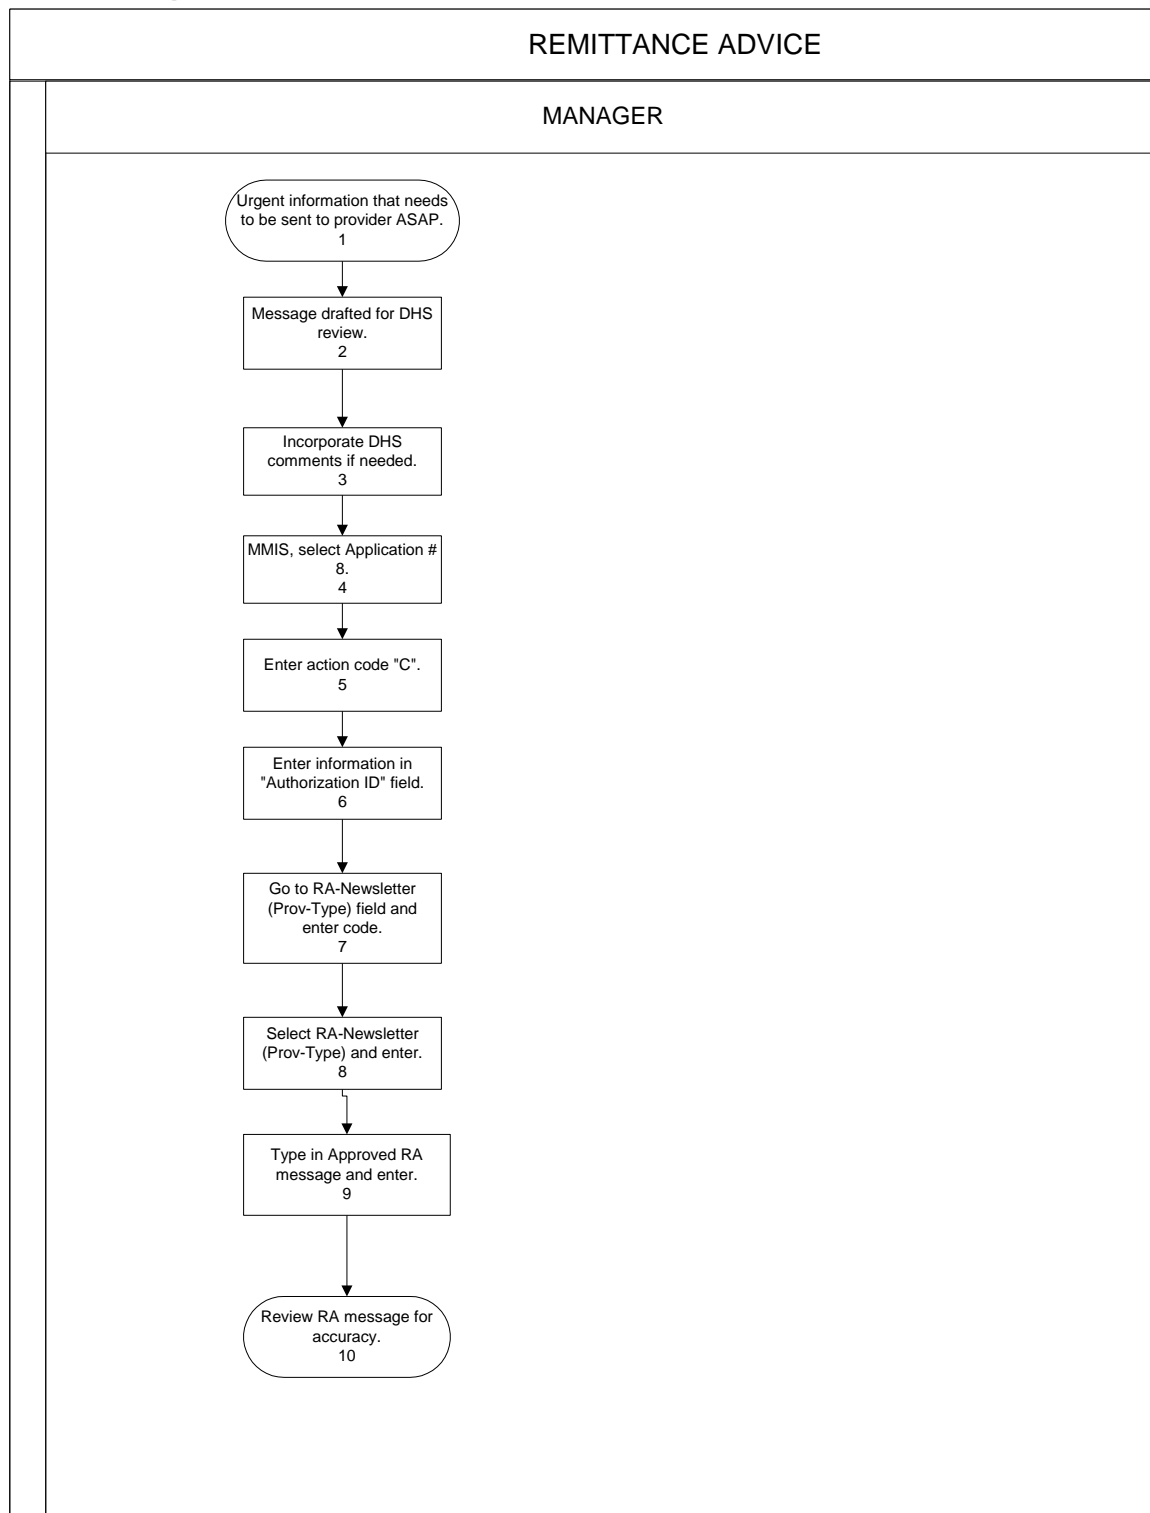 REMITTANCE ADVICE
MANAGER
Urgent information that needs
to be sent to provider ASAP.
1
Message drafted for DHS
review.
2
Incorporate DHS
comments if needed.
3
MMIS, select Application #
8.
4
Enter action code "C".
5
Enter information in
"Authorization ID" field.
6
Go to RA-Newsletter
(Prov-Type) field and
enter code.
7
Select RA-Newsletter
(Prov-Type) and enter.
8
Type in Approved RA
message and enter.
9
Review RA message for
accuracy.
10